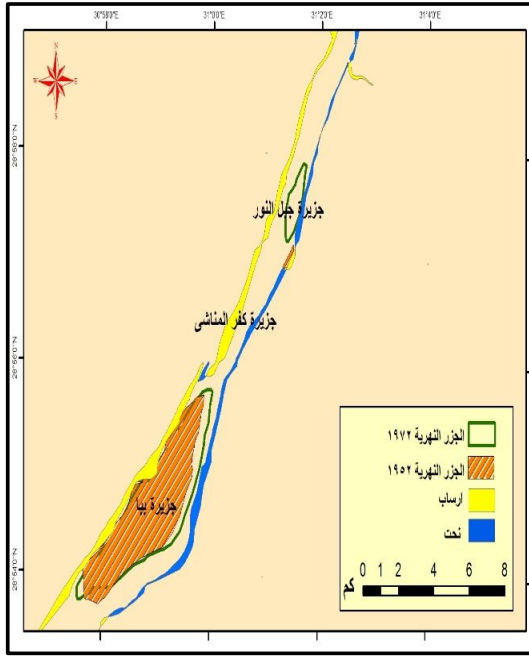 30°58'0"E 31°0'0"E 31°2'0"E 31°4'0"E
N
28°58'0"N
جزيرة جبل النور
جزيرة كفر المناشى
28°56'0"N
الجزر النهرية ١٩٧٢
الجزر النهرية ١٩٥٢
ارساب
نحت
جزيرة ببا
28°54'0"N
كم 0 1 2 4 6 8